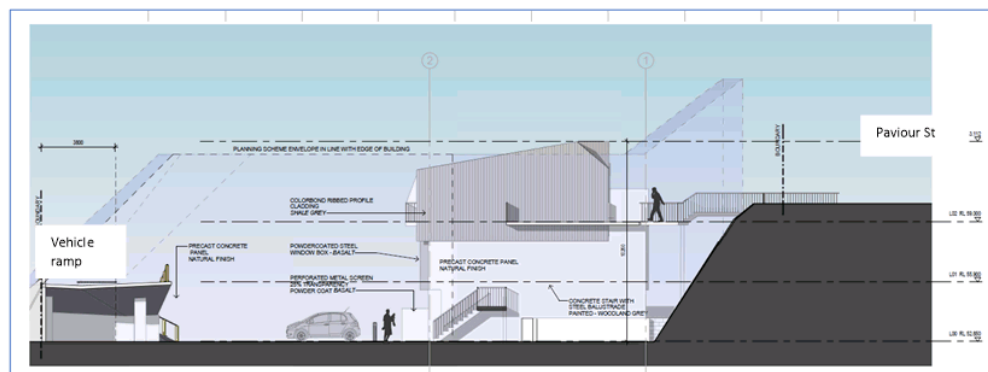 2
1
Paviour St
BOUNDARY
PLANNING SCHEME ENVELOPE IN LINE WITH EDGE OF BUILDING
COLORBOND RIBBED PROFILE
CLADDING
SHALE GREY
Vehicle
ramp
PRECAST CONCRETE
PANEL
NATURAL FINISH
POWDERCOATED STEEL
WINDOW BOX - BASALT
PERFORATED METAL SCREEN
25% TRANSPARENCY
POWDER COAT BASALT
PRECAST CONCRETE PANEL
NATURAL FINISH
CONCRETE STAIR WITH
STEEL BALUSTRADE
PAINTED - WOODLAND GREY